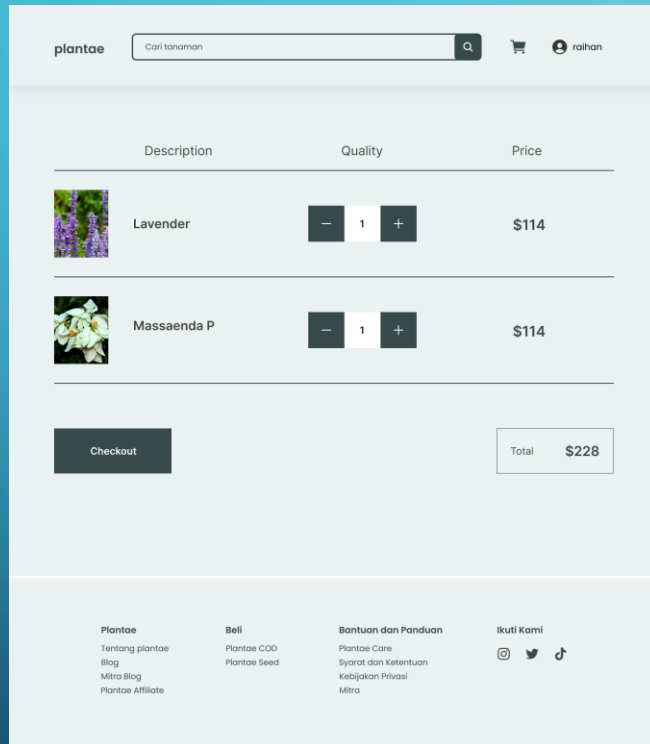 plantae
Cari tanaman
raihan
Description Quality Price
Lavender − 1 + $114
Massaenda P − 1 + $114
Checkout Total $228
Plantae
Tentang plantae
Blog
Mitra Blog
Plantae Affiliate
Beli
Plantae COD
Plantae Seed
Bantuan dan Panduan
Plantae Care
Syarat dan Ketentuan
Kebijakan Privasi
Mitra
Ikuti Kami